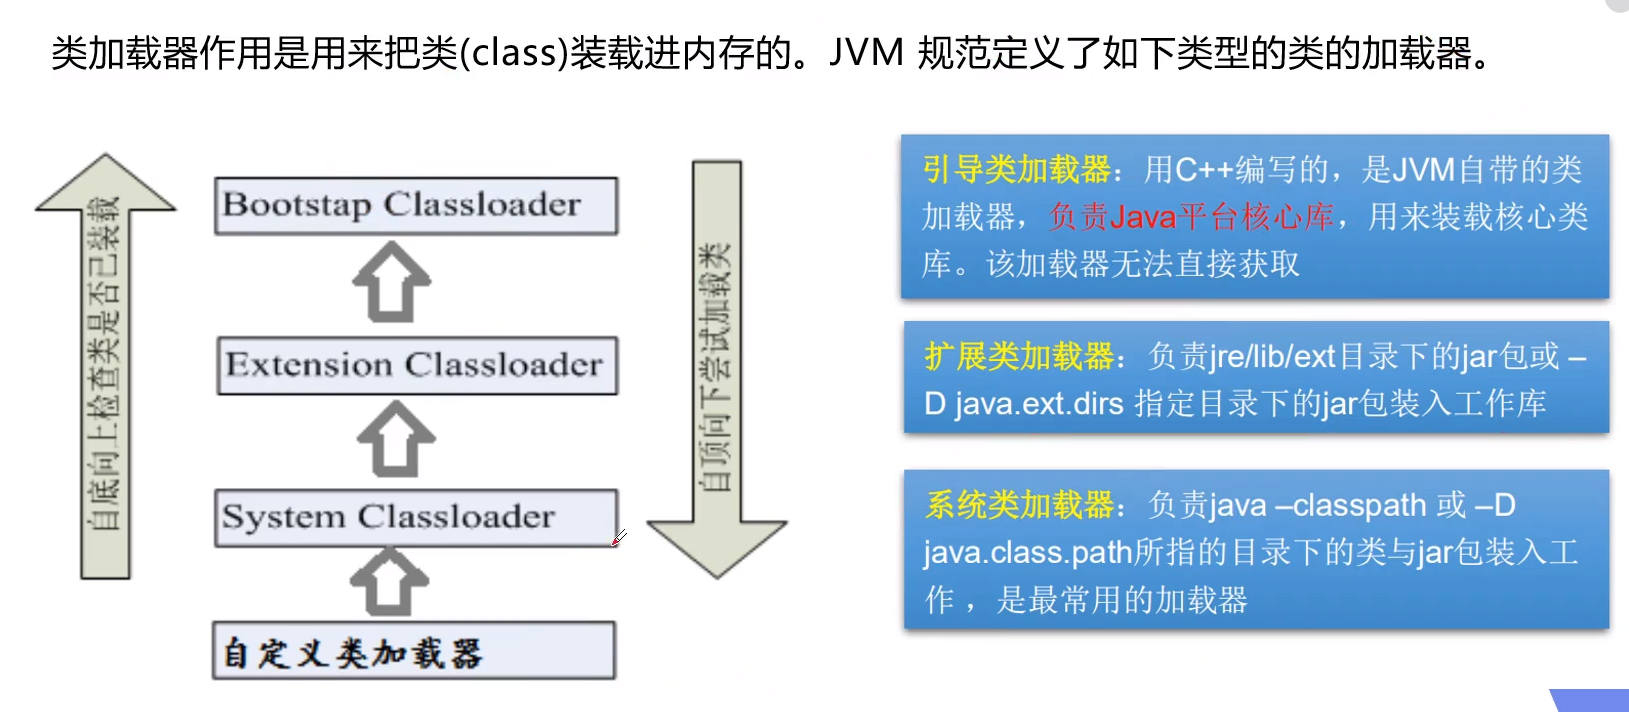 类加载器作用是用来把类(class)装载进内存的。JVM 规范定义了如下类型的类的加载器。
自底向上检查类是否已装载
Bootstap Classloader
Extension Classloader
System Classloader
自定义类加载器
自顶向下尝试加载类
引导类加载器：用C++编写的，是JVM自带的类
加载器，负责Java平台核心库，用来装载核心类
库。该加载器无法直接获取
扩展类加载器：负责jre/lib/ext目录下的jar包或 –
D java.ext.dirs 指定目录下的jar包装入工作库
系统类加载器：负责java –classpath 或 –D
java.class.path所指的目录下的类与jar包装入工
作 ，是最常用的加载器